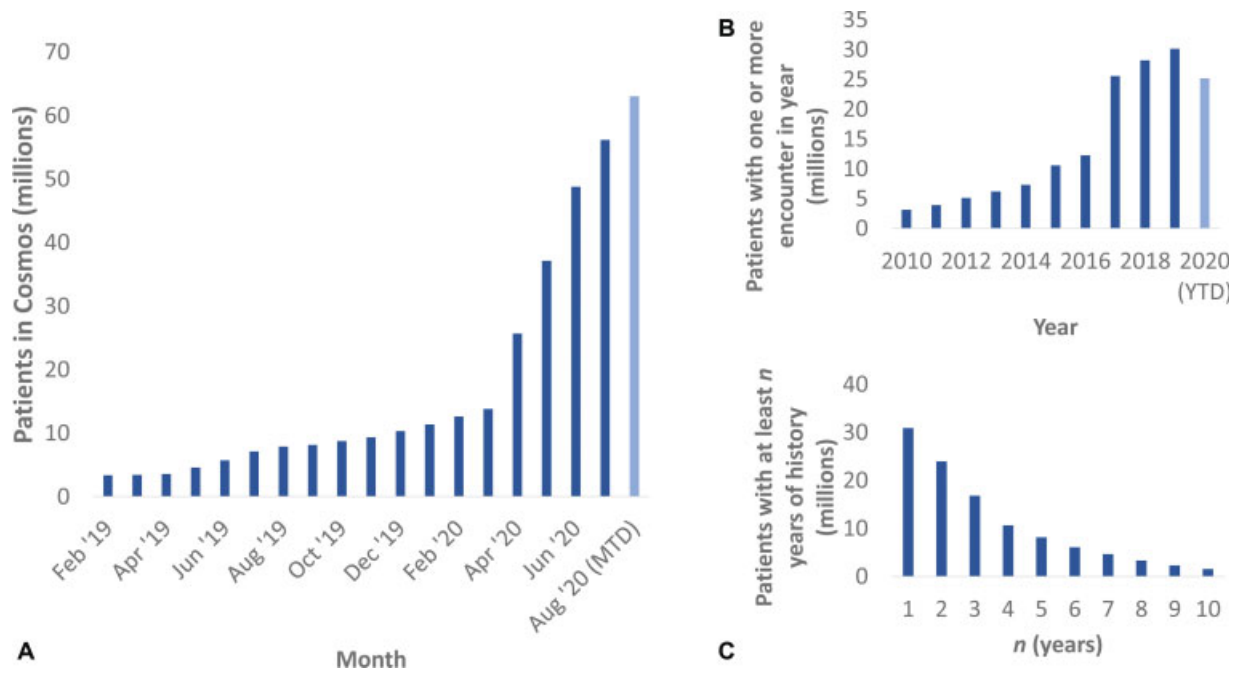 70
60
50
40
30
20
10
0
Patients in Cosmos (millions)
Feb '19
Apr '19
Jun '19
Aug '19
Oct '19
Dec '19
Feb '20
Apr '20
Jun '20
Aug '20 (MTD)
Month
A
B
35
30
25
20
15
10
5
0
Patients with one or more
encounter in year
(millions)
2010 2012 2014 2016 2018 2020
(YTD)
Year
40
30
20
10
0
Patients with at least n
years of history
(millions)
1 2 3 4 5 6 7 8 9 10
n (years)
C